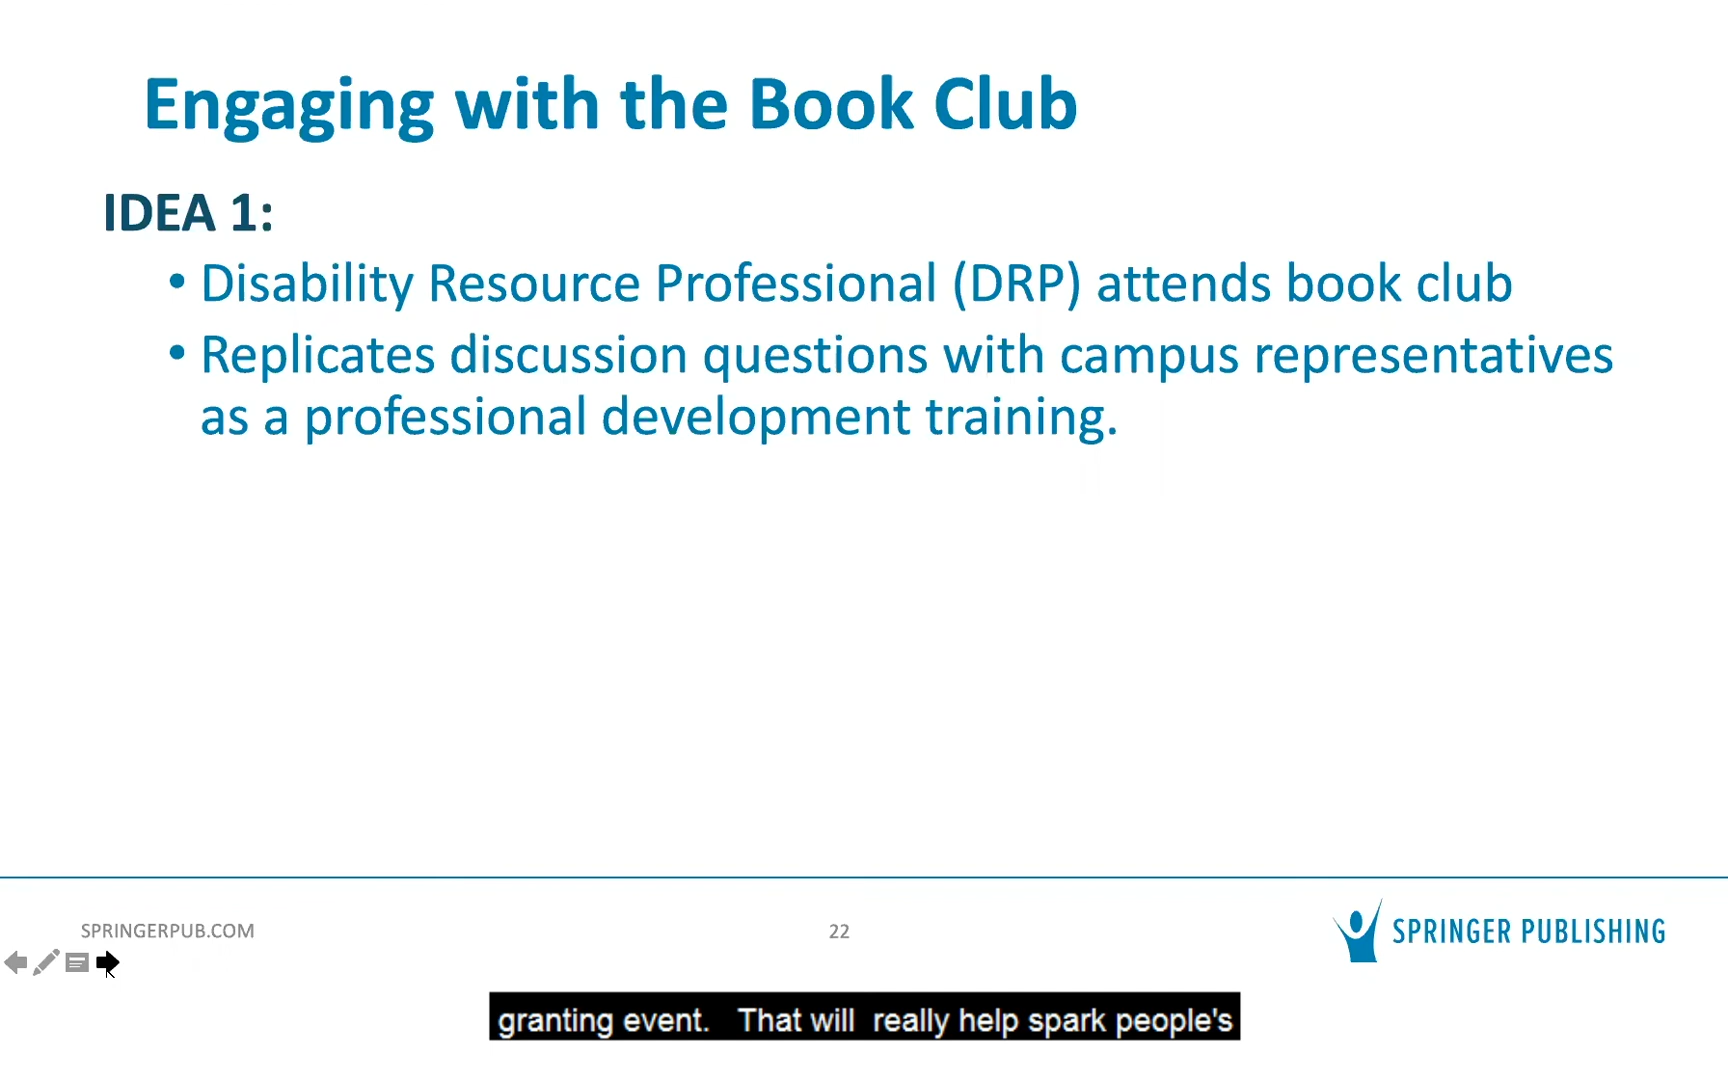 Engaging with the Book Club
IDEA 1:
• Disability Resource Professional (DRP) attends book club
• Replicates discussion questions with campus representatives
as a professional development training.
SPRINGERPUB.COM
22
SPRINGER PUBLISHING
granting event.   That will  really help spark people's